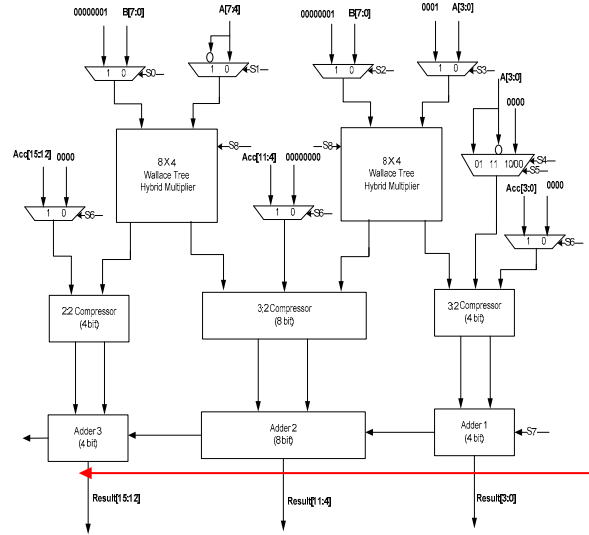 00000001 B[7:0]
A[7:4]
00000001 B[7:0]
0001 A[3:0]
1 0 S0
1 0 S1
1 0 S2
1 0 S3
A[3:0]
0000
8 X 4
Wallace Tree
Hybrid Multiplier
S8
S8
8 X 4
Wallace Tree
Hybrid Multiplier
01 11 10/00
S4
S5
Acc[15:12] 0000
Acc[11:4] 00000000
Acc[3:0] 0000
1 0 S6
1 0 S6
1 0 S6
2:2 Compressor
(4 bit)
3:2 Compressor
(8 bit)
3:2 Compressor
(4 bit)
Adder 3
(4 bit)
Adder 2
(8 bit)
Adder 1
(4 bit)
S7
Result[15:12]
Result[11:4]
Result[3:0]